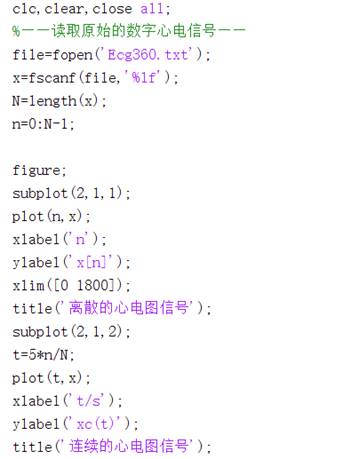 clc,clear,close all;
%——读取原始的数字心电信号——
file=fopen('Ecg360.txt');
x=fscanf(file,'%lf');
N=length(x);
n=0:N-1;
figure;
subplot(2,1,1);
plot(n,x);
xlabel('n');
ylabel('x[n]');
xlim([0 1800]);
title('离散的心电图信号');
subplot(2,1,2);
t=5*n/N;
plot(t,x);
xlabel('t/s');
ylabel('xc(t)');
title('连续的心电图信号');